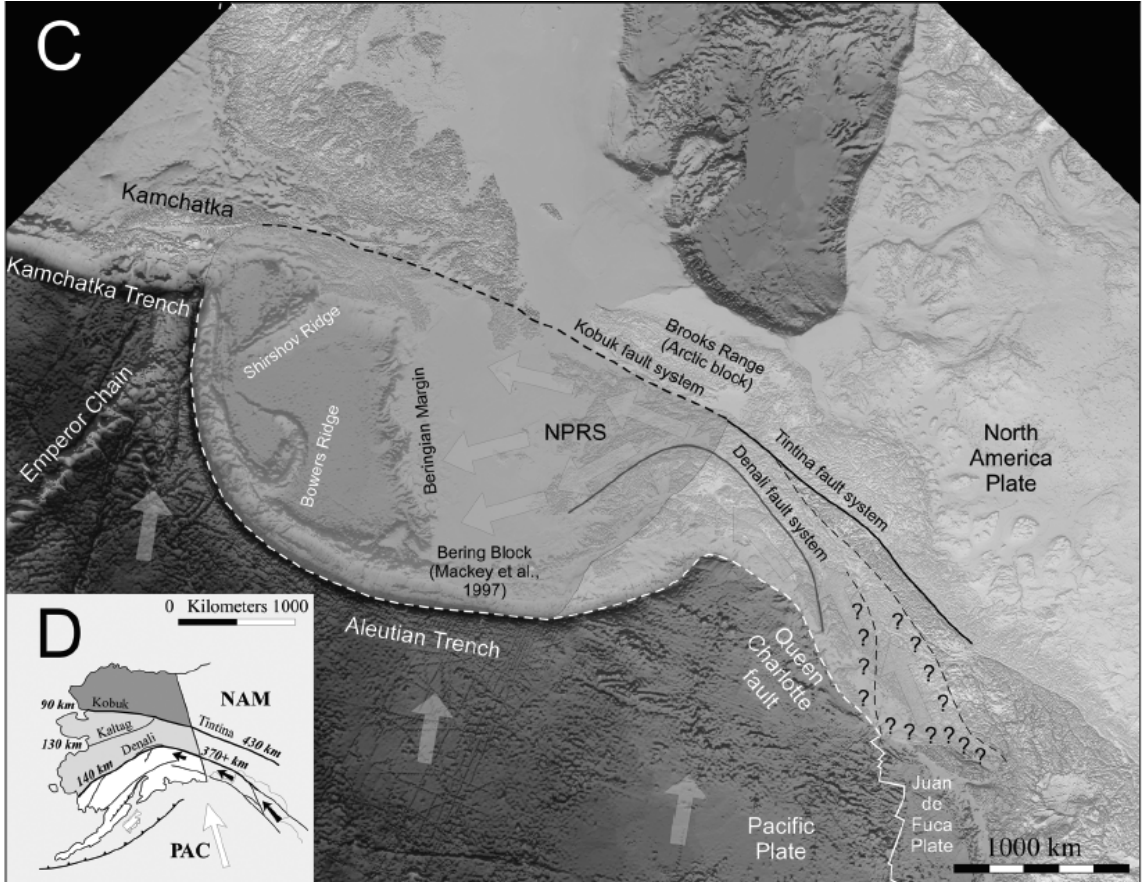 C
Kamchatka
Kamchatka Trench
Emperor Chain
Shirshov Ridge
Bowers Ridge
Beringian Margin
NPRS
Kobuk fault system
Brooks Range
(Arctic block)
Tintina fault system
Denali fault system
North
America
Plate
Bering Block
(Mackey et al.,
1997)
Aleutian Trench
Queen
Charlotte
fault
? ? ? ? ? ? ? ? ? ? ? ? ? ?
Pacific
Plate
Juan
de
Fuca
Plate
1000 km
D
0 Kilometers 1000
NAM
90 km
Kobuk
Kaltag
Tintina
430 km
130 km
Denali
140 km
370+ km
PAC